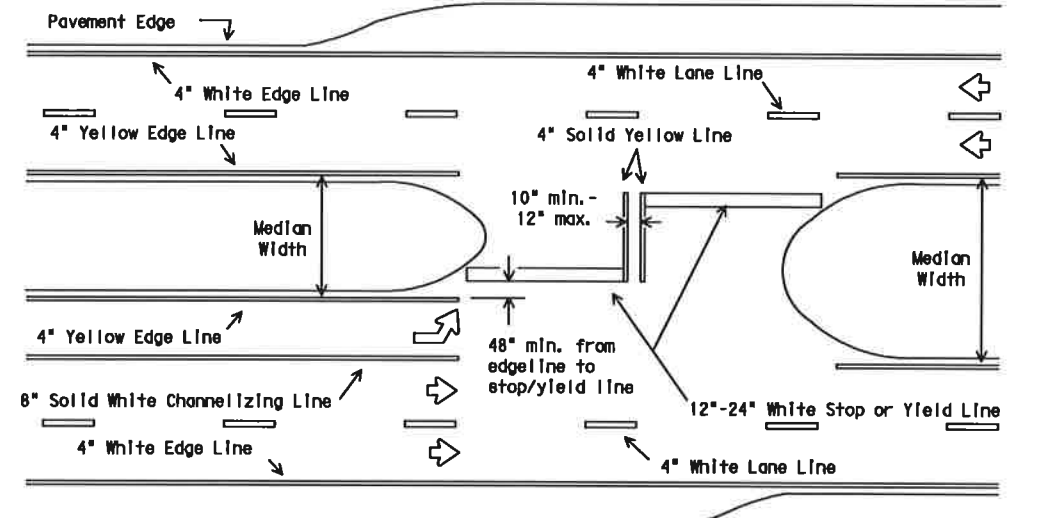 Pavement Edge
4" White Edge Line
4" White Lane Line
4" Yellow Edge Line
4" Solid Yellow Line
10" min.-
12" max.
Median
Width
Median
Width
4" Yellow Edge Line
48" min. from
edgeline to
stop/yield line
8" Solid White Channelizing Line
12"-24" White Stop or Yield Line
4" White Edge Line
4" White Lane Line